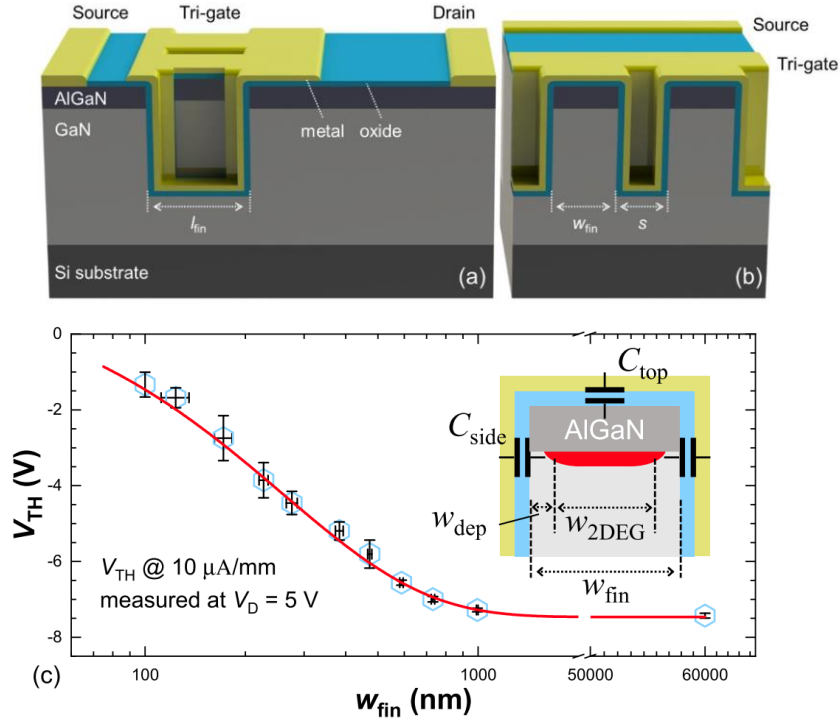 Source Tri-gate Drain
AlGaN
GaN
metal oxide
l_fin
Si substrate
(a)
Source
Tri-gate
w_fin s
(b)
0
-2
-4
-6
-8
V_TH (V)
V_TH @ 10 μA/mm
measured at V_D = 5 V
C_top
AlGaN
C_side
w_dep w_2DEG
w_fin
100 1000 50000 60000
(c)
w_fin (nm)